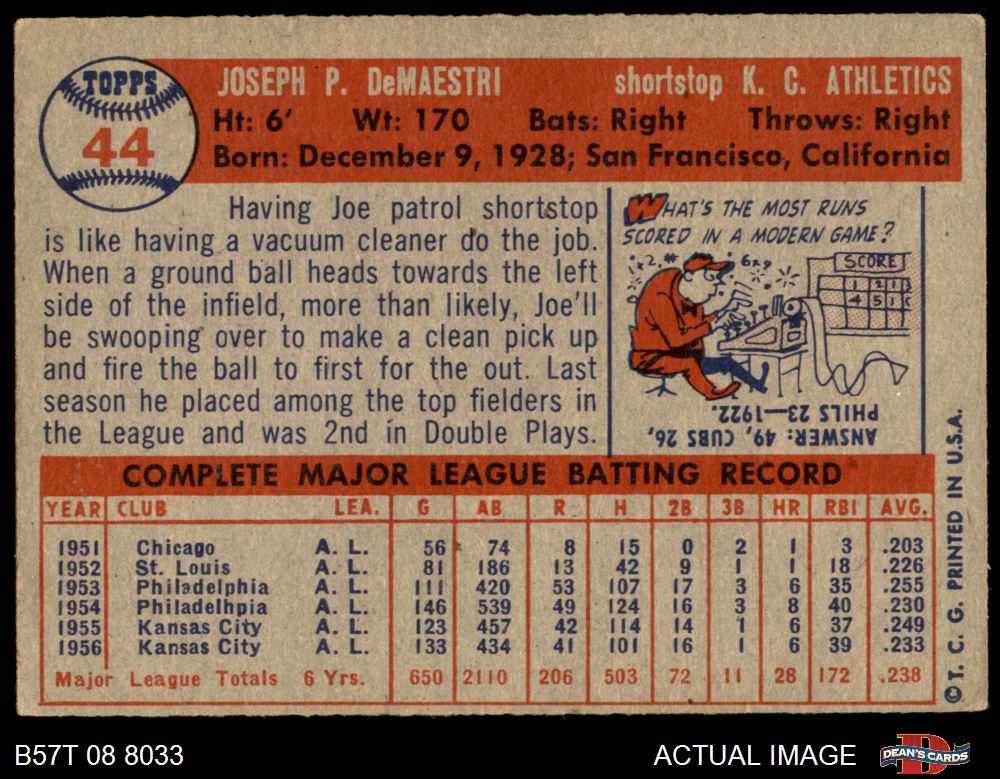 TOPPS
44
JOSEPH P. DeMAESTRI shortstop K. C. ATHLETICS
Ht: 6' Wt: 170 Bats: Right Throws: Right
Born: December 9, 1928; San Francisco, California
Having Joe patrol shortstop
is like having a vacuum cleaner do the job.
When a ground ball heads towards the left
side of the infield, more than likely, Joe'll
be swooping over to make a clean pick up
and fire the ball to first for the out. Last
season he placed among the top fielders in
the League and was 2nd in Double Plays.
WHAT'S THE MOST RUNS
SCORED IN A MODERN GAME?
SCORE
ANSWER: 49, CUBS 26,
PHILS 23—1922.
COMPLETE MAJOR LEAGUE BATTING RECORD
YEAR CLUB LEA. G AB R H 2B 3B HR RBI AVG.
1951 Chicago A. L. 56 74 8 15 0 2 1 3 .203
1952 St. Louis A. L. 81 186 13 42 9 1 1 18 .226
1953 Philadelphia A. L. 111 420 53 107 17 3 6 35 .255
1954 Philadelhpia A. L. 146 539 49 124 16 3 8 40 .230
1955 Kansas City A. L. 123 457 42 114 14 1 6 37 .249
1956 Kansas City A. L. 133 434 41 101 16 1 6 39 .233
Major League Totals 6 Yrs. 650 2110 206 503 72 11 28 172 .238
© T. C. G. PRINTED IN U.S.A.
B57T 08 8033 ACTUAL IMAGE DEAN'S CARDS